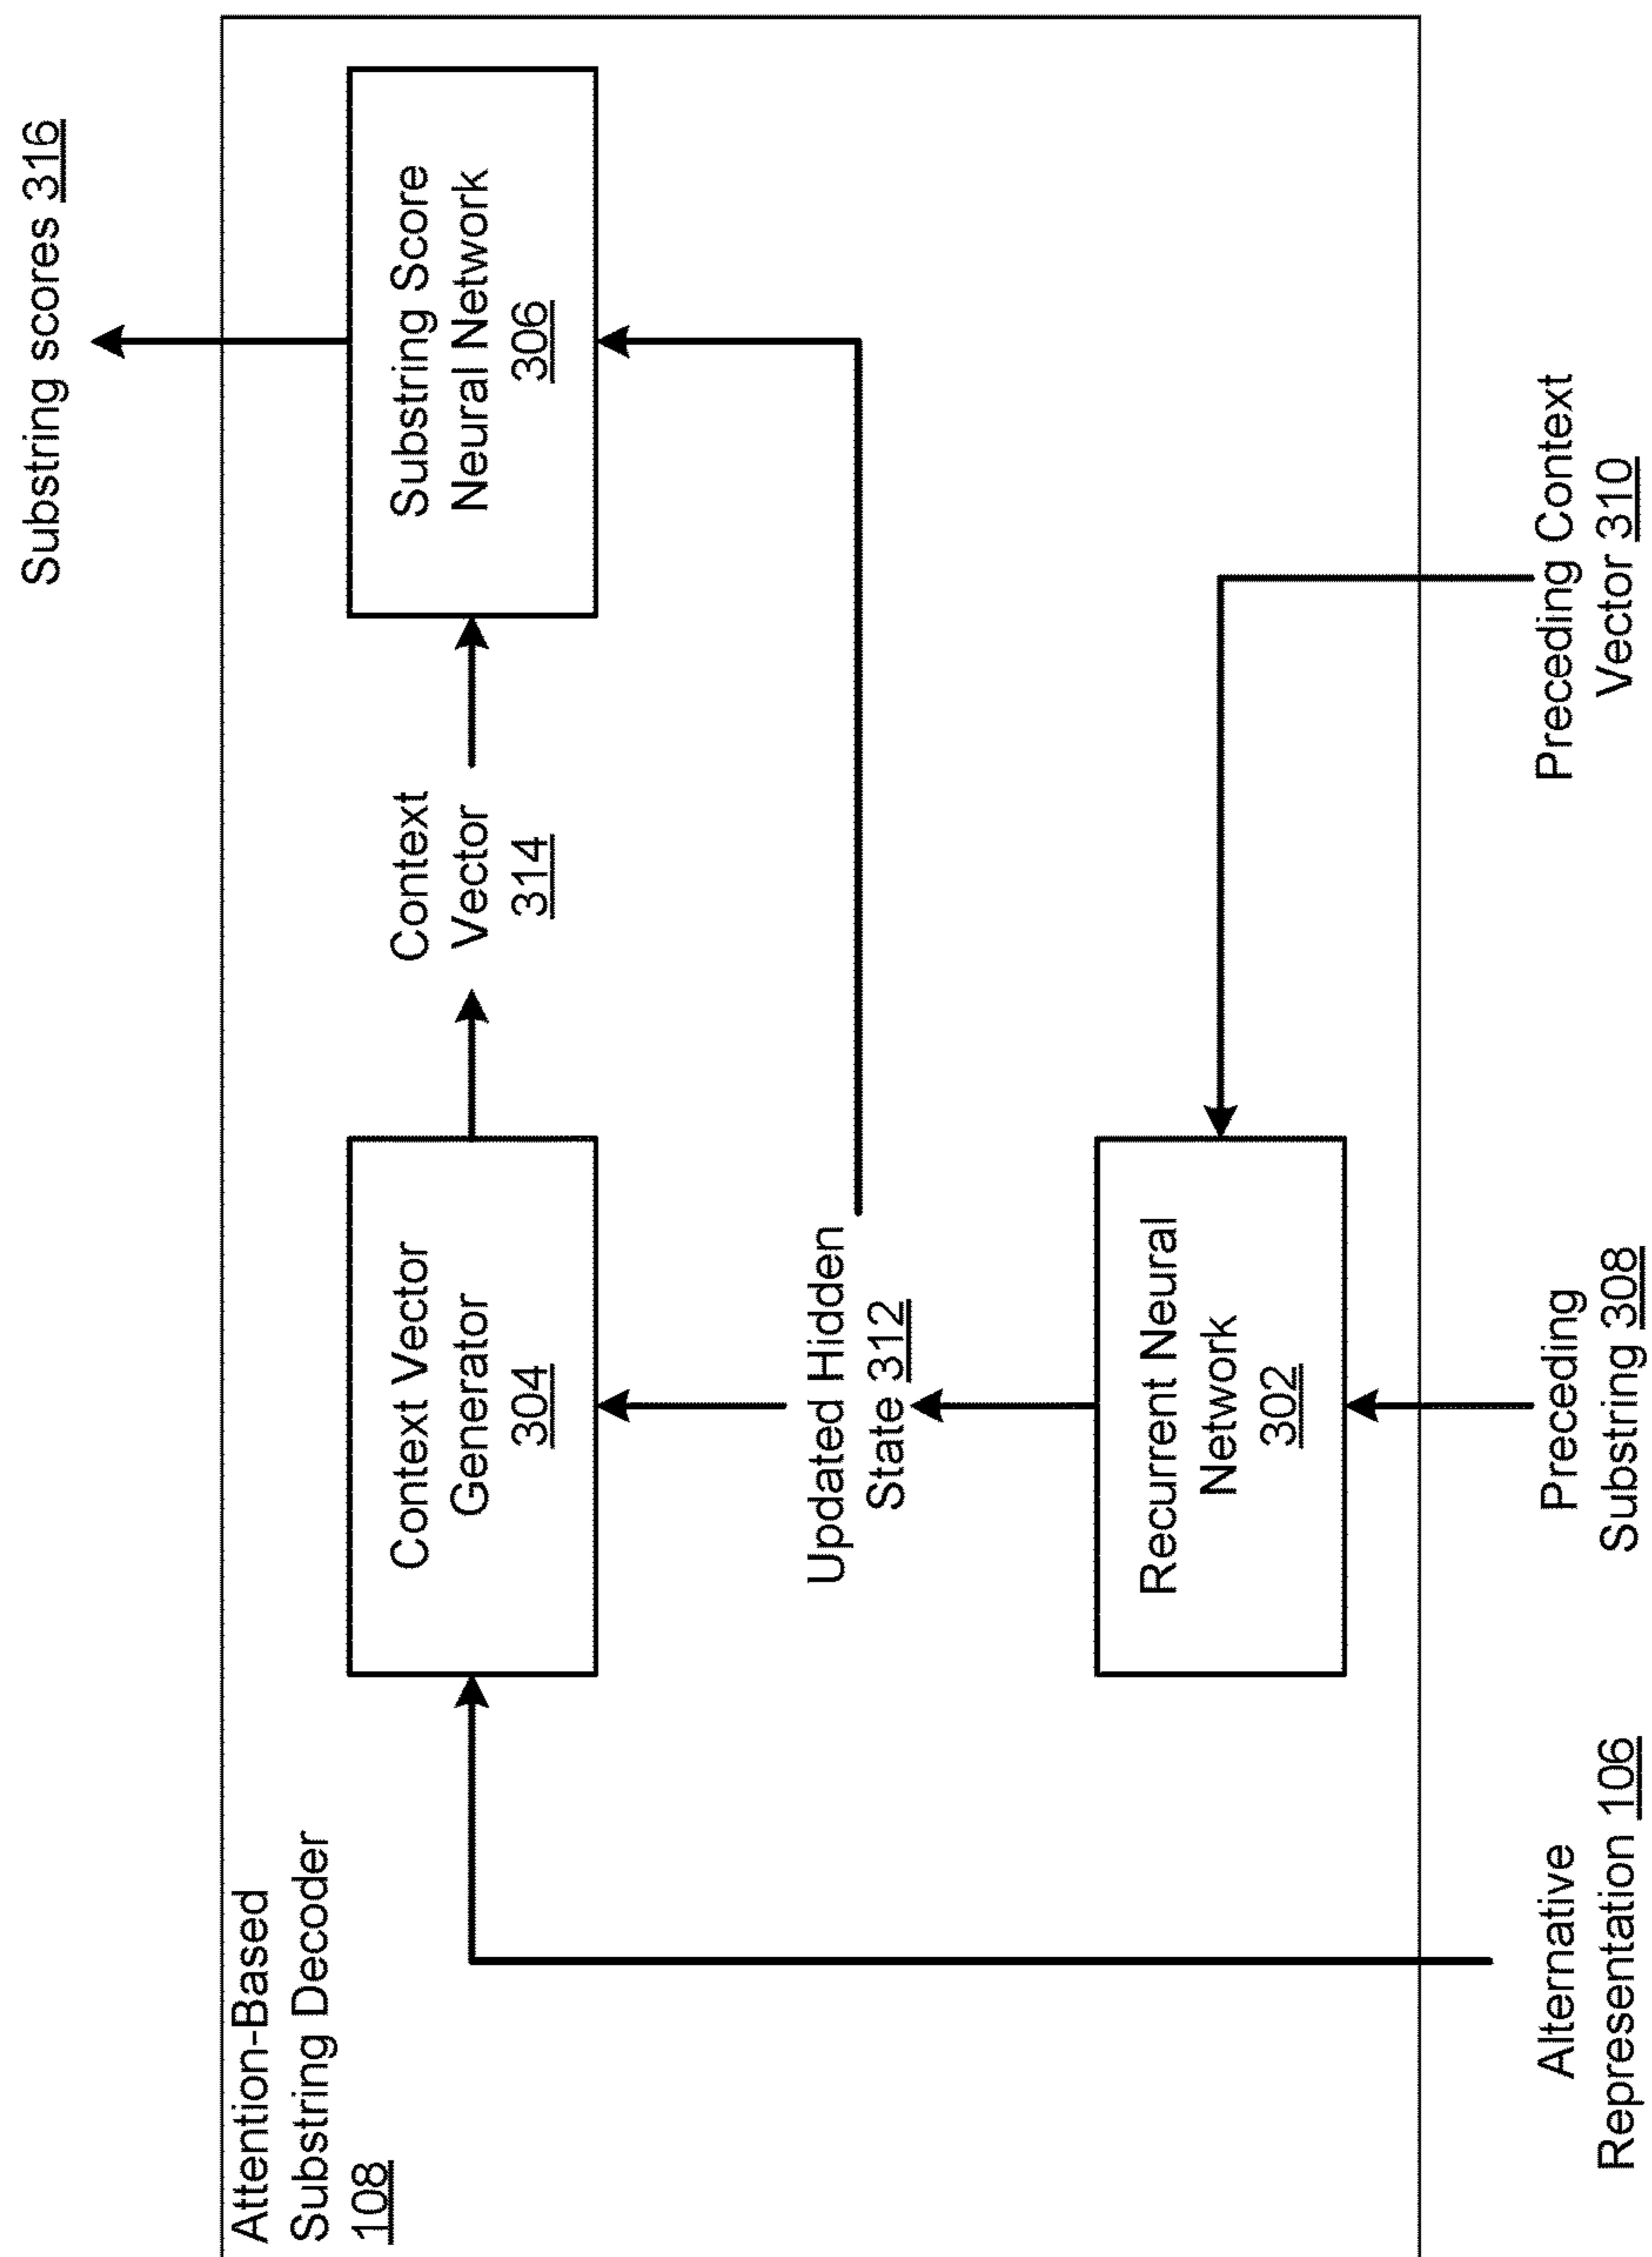 Substring scores 316
Attention-Based
Substring Decoder
108
Context Vector
Generator
304
Context
Vector
314
Substring Score
Neural Network
306
Updated Hidden
State 312
Recurrent Neural
Network
302
Alternative
Representation 106
Preceding
Substring 308
Preceding Context
Vector 310